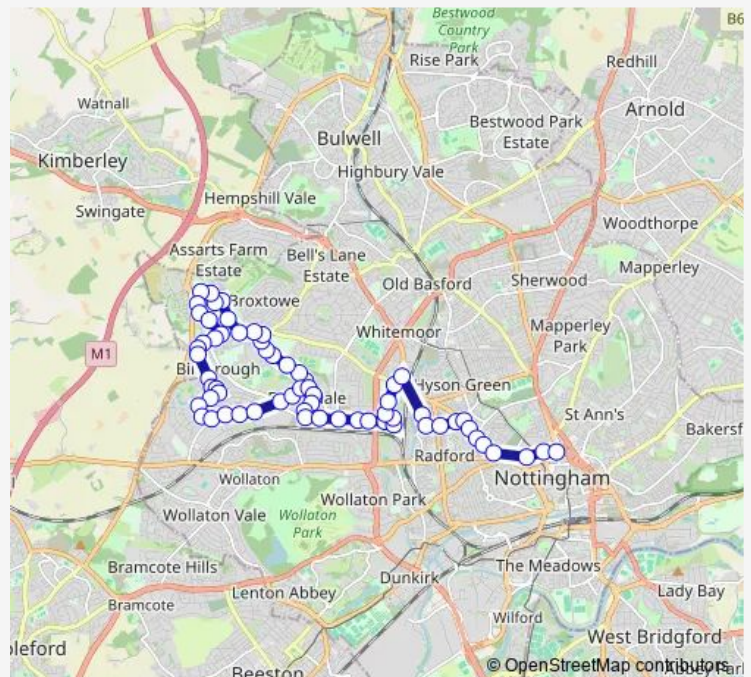 Bestwood
Country
Park
B6
Rise Park
Redhill
Watnall
Arnold
Bestwood Park
Estate
Bulwell
Kimberley
Highbury Vale
Hempshill Vale
Swingate
Woodthorpe
Assarts Farm
Estate
Bell's Lane
Estate
Mapperley
Old Basford
Sherwood
Broxtowe
Whitemoor
Mapperley
Park
M1
Hyson Green
St Ann's
Bakersf
Radford
Wollaton
Nottingham
Wollaton Park
Wollaton Vale
Wollaton
Park
Bramcote Hills
Dunkirk
The Meadows
Lenton Abbey
Lady Bay
Bramcote
Wilford
West Bridgford
pleford
Beeston
© OpenStreetMap contributors